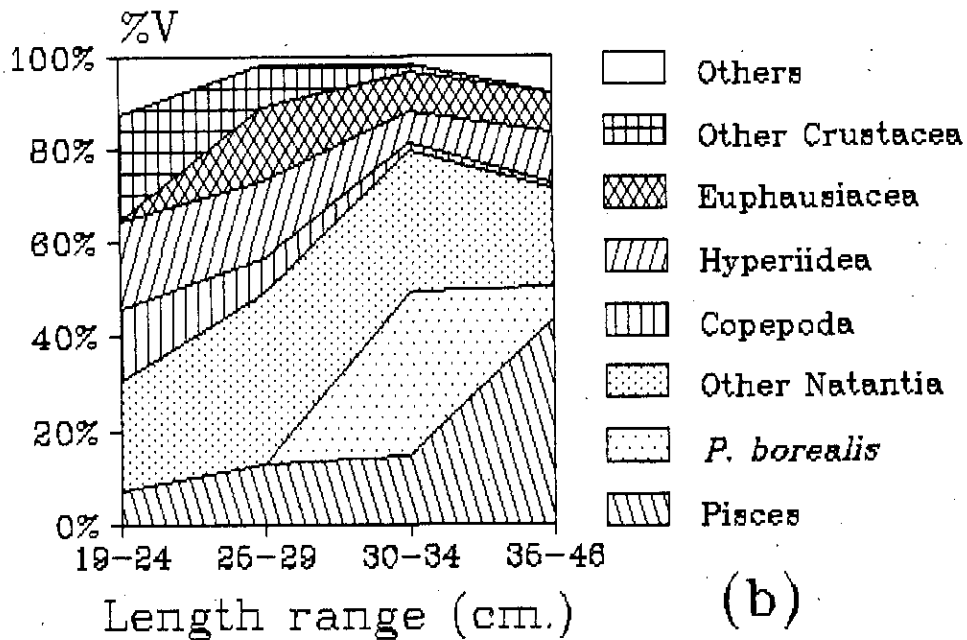 %V
100%
80%
60%
40%
20%
0%
19-24 25-29 30-34 35-46
Length range (cm.)
Others
Other Crustacea
Euphausiacea
Hyperiidea
Copepoda
Other Natantia
P. borealis
Pisces
(b)